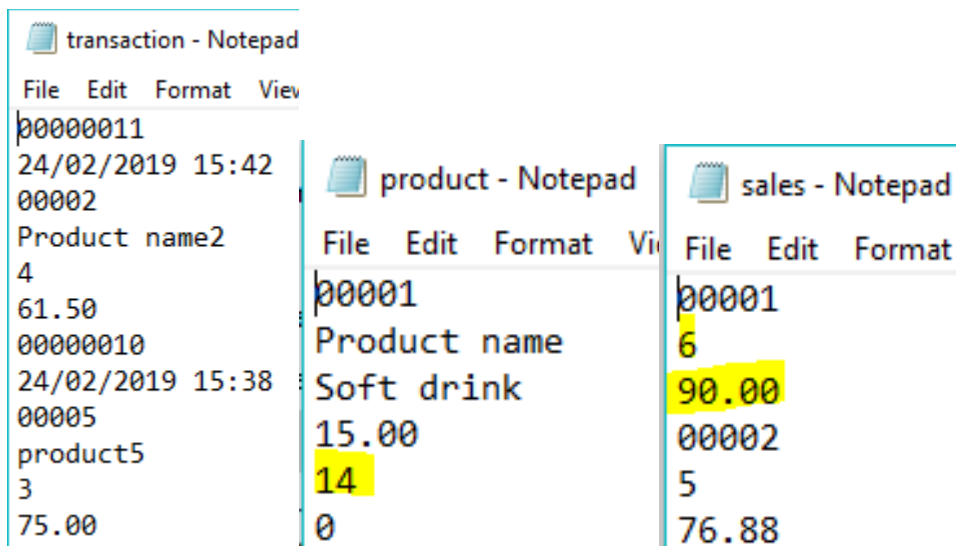 transaction - Notepad
File Edit Format View
00000011
24/02/2019 15:42
00002
Product name2
4
61.50
00000010
24/02/2019 15:38
00005
product5
3
75.00
product - Notepad
File Edit Format
00001
Product name
Soft drink
15.00
14
0
sales - Notepad
File Edit Format
00001
6
90.00
00002
5
76.88